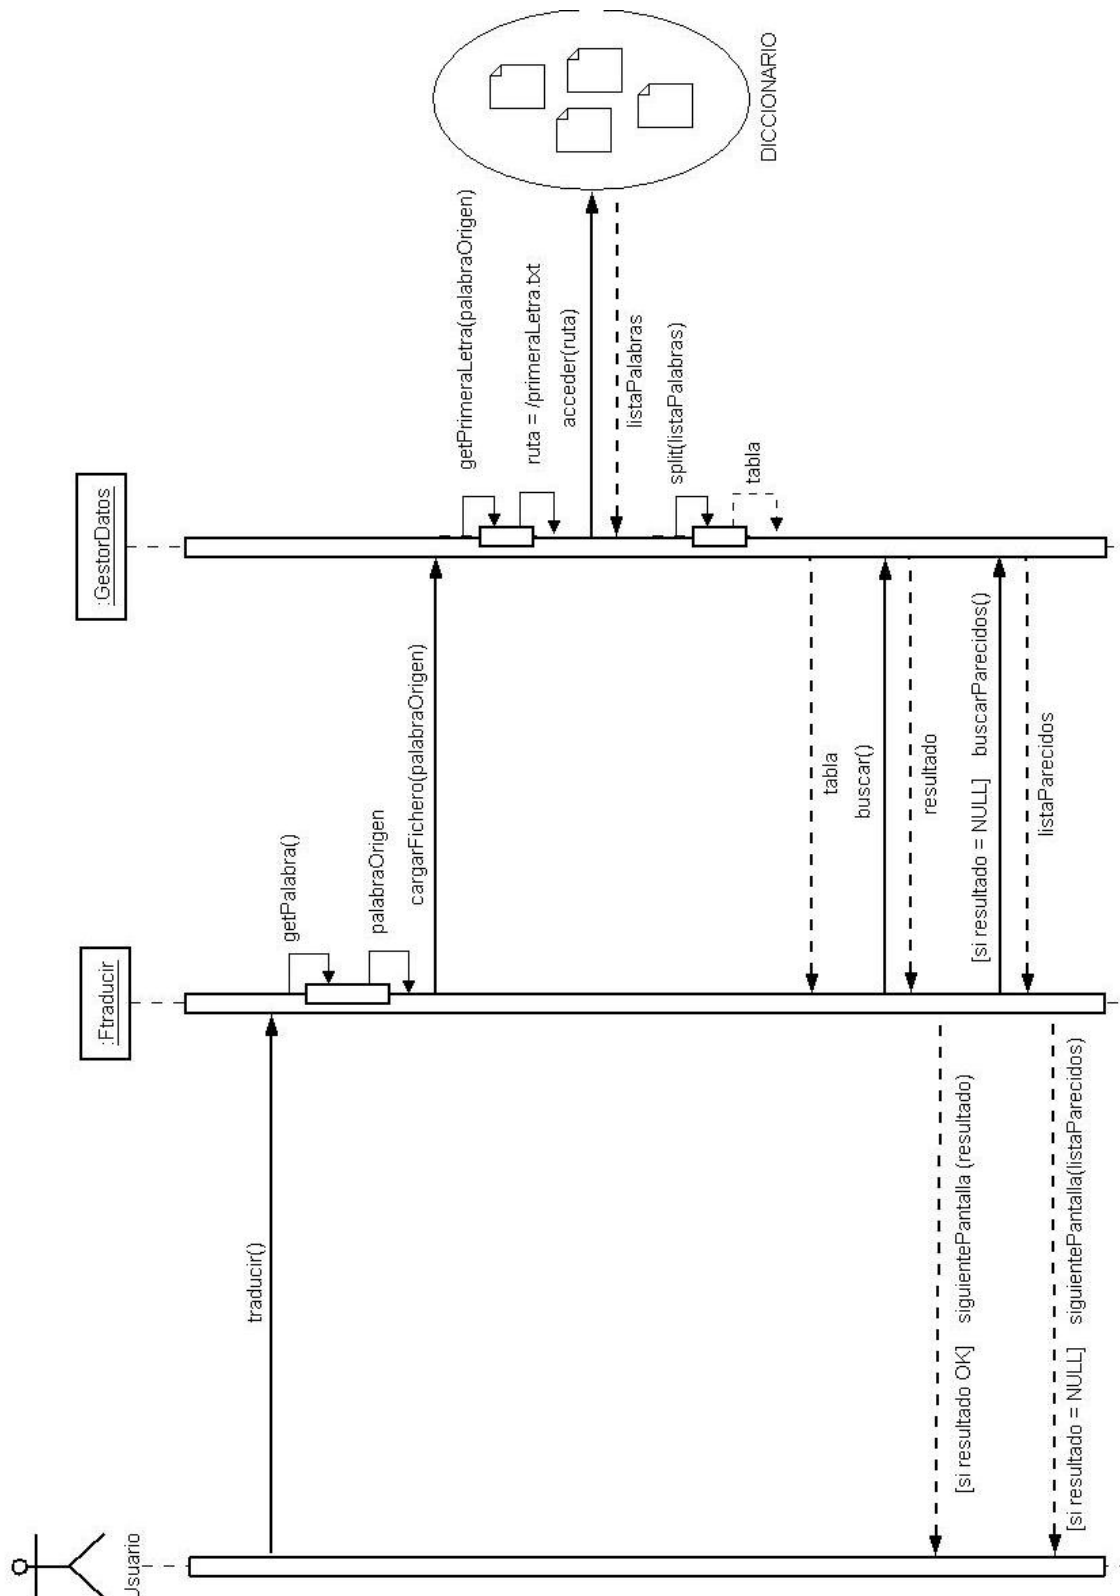 Usuario
:Ftraducir
:GestorDatos
DICCIONARIO
traducir()
getPalabra()
palabraOrigen
cargarFichero(palabraOrigen)
getPrimeraLetra(palabraOrigen)
ruta = /primeraLetra.txt
acceder(ruta)
listaPalabras
split(listaPalabras)
tabla
tabla
buscar()
resultado
[si resultado OK] siguientePantalla (resultado)
[si resultado = NULL] buscarParecidos()
listaParecidos
[si resultado = NULL] siguientePantalla(listaParecidos)